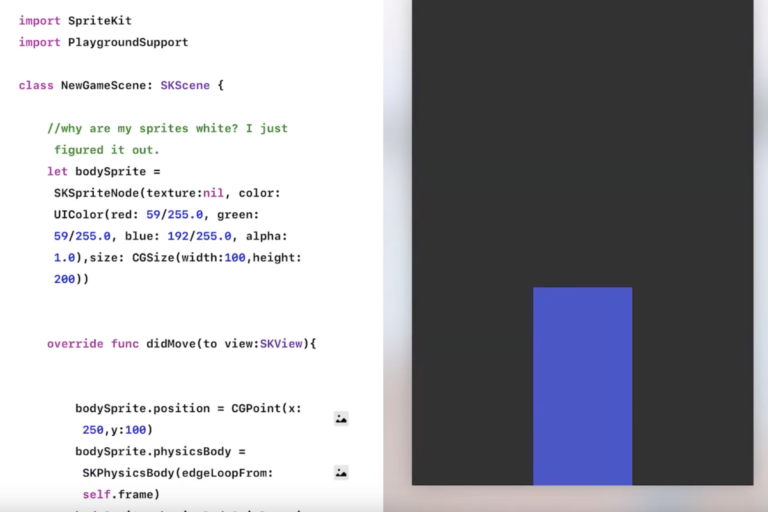 import SpriteKit
import PlaygroundSupport
class NewGameScene: SKScene {
//why are my sprites white? I just
figured it out.
let bodySprite =
SKSpriteNode(texture:nil, color:
UIColor(red: 59/255.0, green:
59/255.0, blue: 192/255.0, alpha:
1.0),size: CGSize(width:100,height:
200))
override func didMove(to view:SKView){
bodySprite.position = CGPoint(x:
250,y:100)
bodySprite.physicsBody =
SKPhysicsBody(edgeLoopFrom:
self.frame)